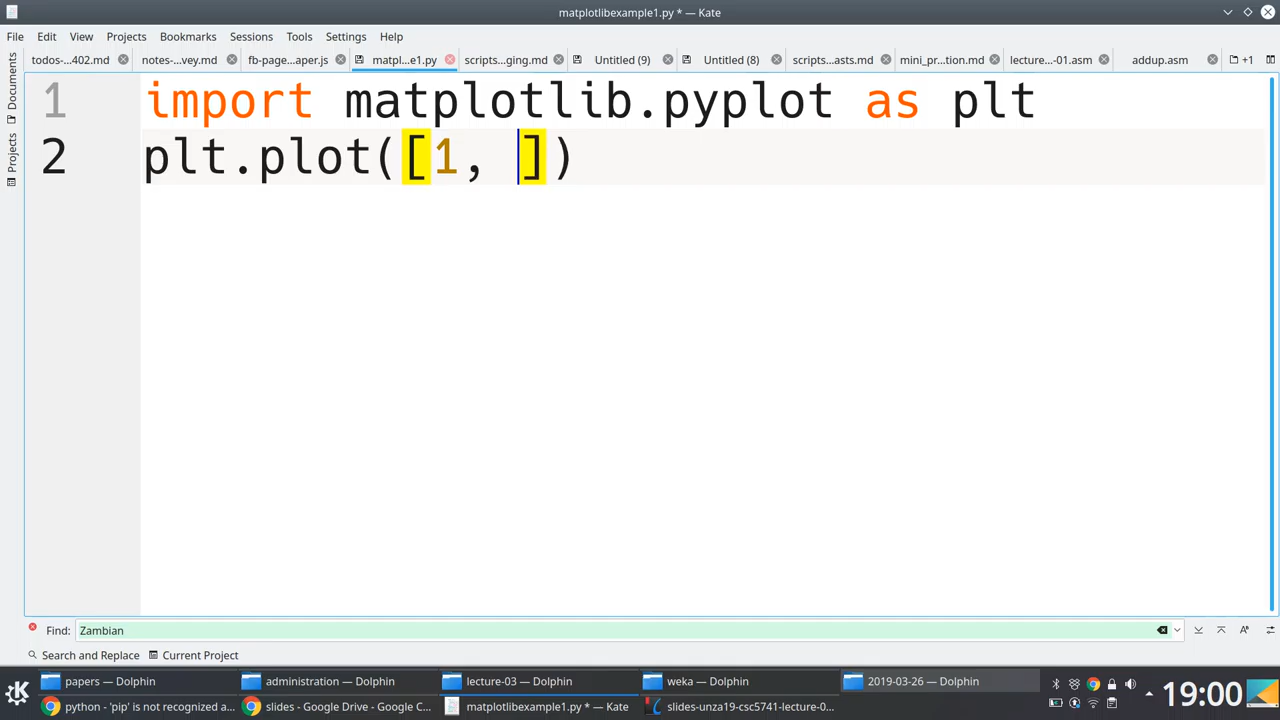 matplotlibexample1.py * — Kate
File Edit View Projects Bookmarks Sessions Tools Settings Help
todos-...402.md notes-...vey.md fb-page...aper.js matpl...e1.py scripts...ging.md Untitled (9) Untitled (8) scripts...asts.md mini_pr...tion.md lecture...-01.asm addup.asm +1
Documents
Projects
1 import matplotlib.pyplot as plt
2 plt.plot([1, ])
Find: Zambian
Search and Replace Current Project
papers — Dolphin administration — Dolphin lecture-03 — Dolphin weka — Dolphin 2019-03-26 — Dolphin
python - 'pip' is not recognized a... slides - Google Drive - Google C... matplotlibexample1.py * — Kate slides-unza19-csc5741-lecture-0...
19:00